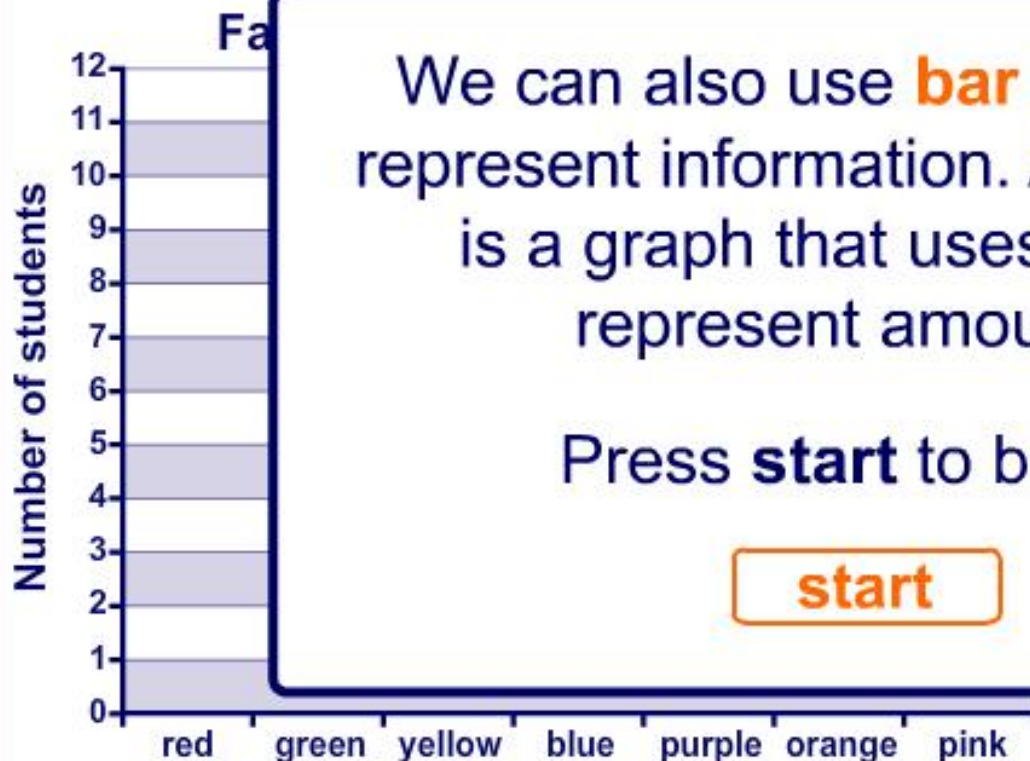 Fa
12
11
10
9
8
7
6
5
4
3
2
1
0
Number of students
red green yellow blue purple orange pink
We can also use bar
represent information.
is a graph that uses
represent amou
Press start to b
start